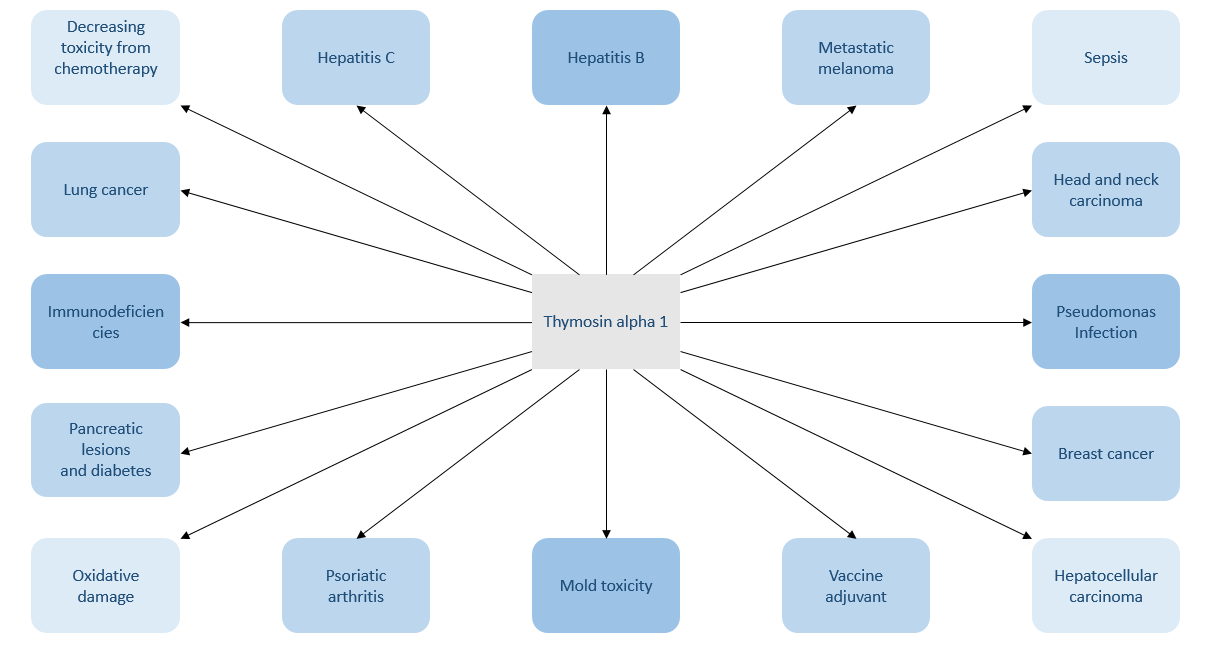 Decreasing
toxicity from
chemotherapy
Hepatitis C
Hepatitis B
Metastatic
melanoma
Sepsis
Lung cancer
Head and neck
carcinoma
Immunodeficien
cies
Thymosin alpha 1
Pseudomonas
Infection
Pancreatic
lesions
and diabetes
Breast cancer
Oxidative
damage
Psoriatic
arthritis
Mold toxicity
Vaccine
adjuvant
Hepatocellular
carcinoma